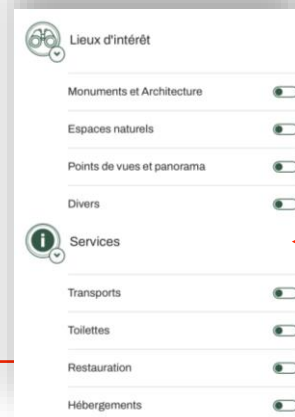 Lieux d'intérêt
Monuments et Architecture
Espaces naturels
Points de vues et panorama
Divers
i
Services
Transports
Toilettes
Restauration
Hébergements